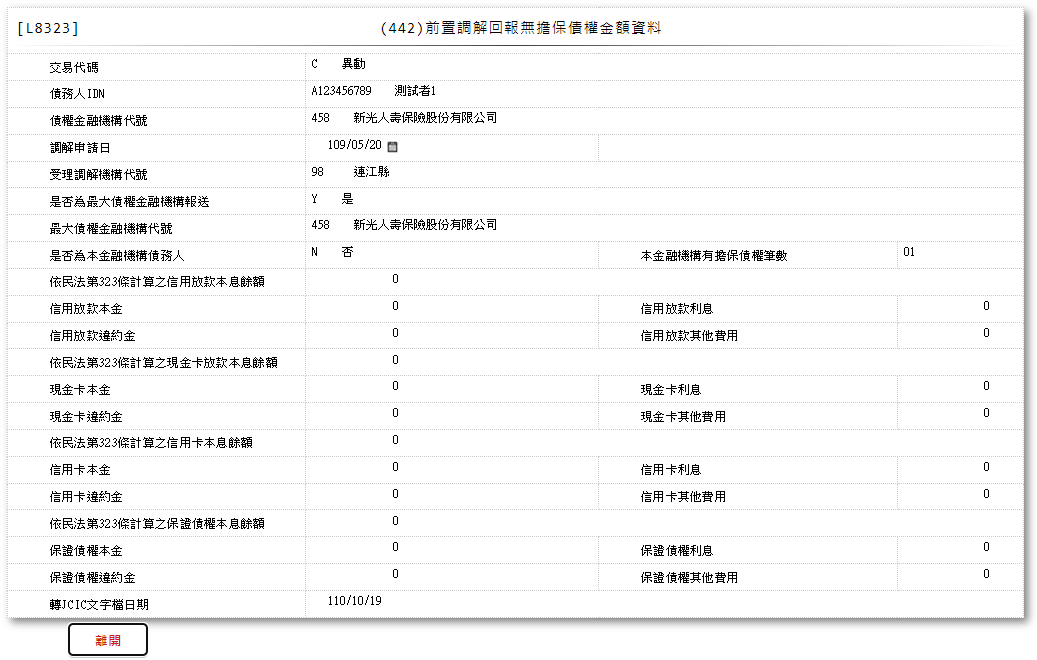 [L8323] (442)前置調解回報無擔保債權金額資料
交易代碼 C 異動
債務人IDN A123456789 測試者1
債權金融機構代號 458 新光人壽保險股份有限公司
調解申請日 109/05/20
受理調解機構代號 98 連江縣
是否為最大債權金融機構報送 Y 是
最大債權金融機構代號 458 新光人壽保險股份有限公司
是否為本金融機構債務人 N 否 本金融機構有擔保債權筆數 01
依民法第323條計算之信用放款本息餘額 0
信用放款本金 0 信用放款利息 0
信用放款違約金 0 信用放款其他費用 0
依民法第323條計算之現金卡放款本息餘額 0
現金卡本金 0 現金卡利息 0
現金卡違約金 0 現金卡其他費用 0
依民法第323條計算之信用卡本息餘額 0
信用卡本金 0 信用卡利息 0
信用卡違約金 0 信用卡其他費用 0
依民法第323條計算之保證債權本息餘額 0
保證債權本金 0 保證債權利息 0
保證債權違約金 0 保證債權其他費用 0
轉JCIC文字檔日期 110/10/19
離開